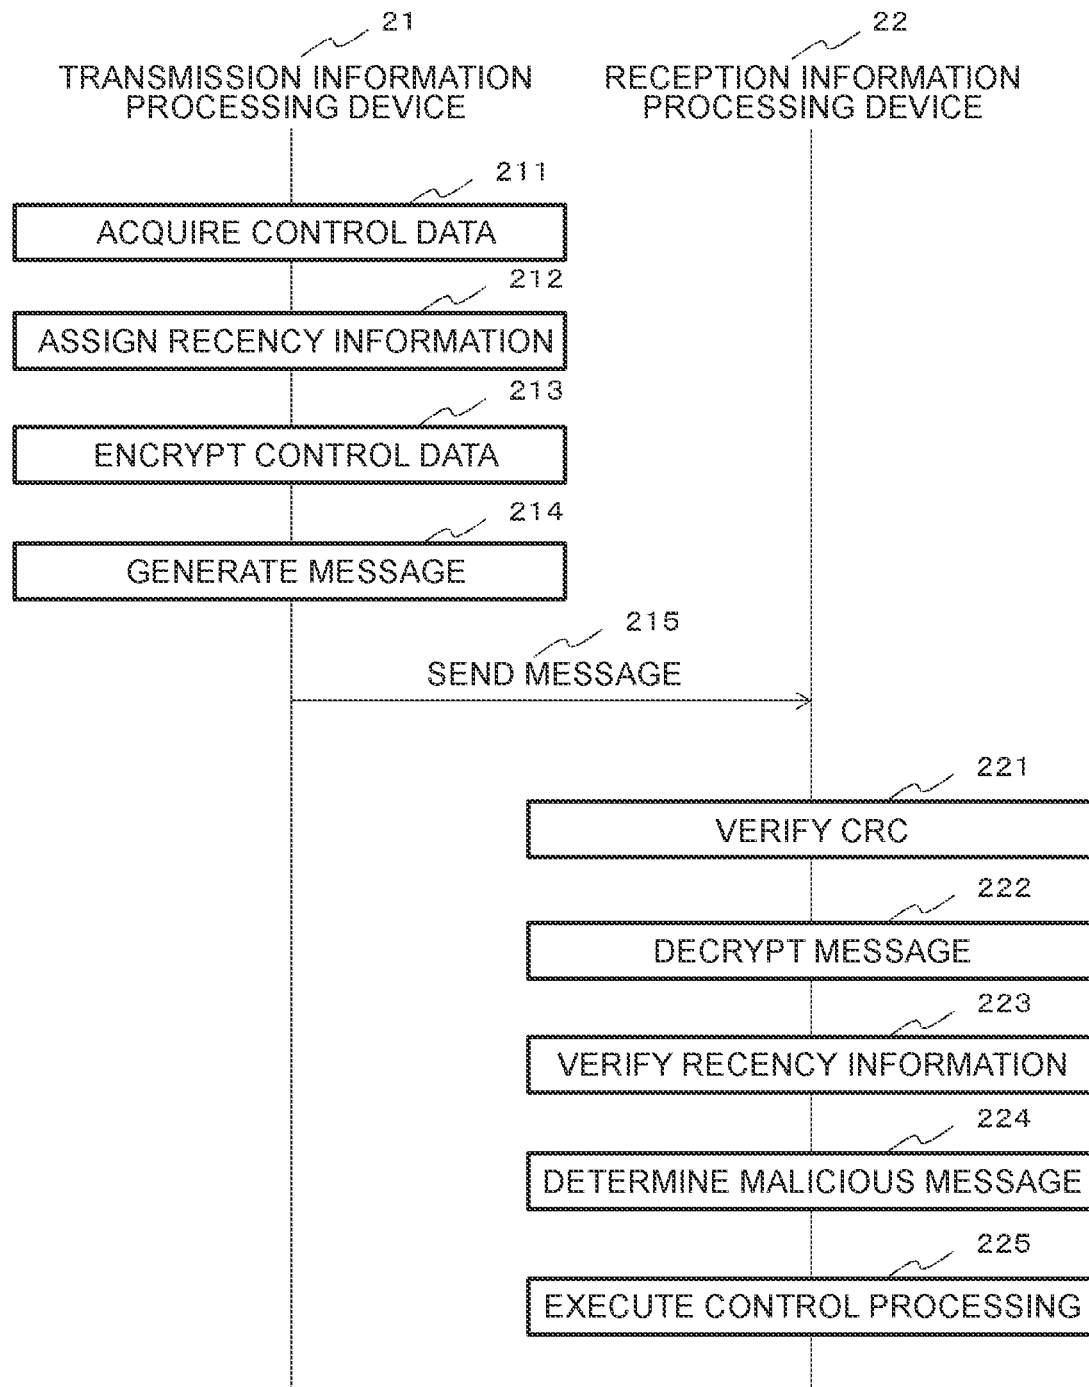 21
TRANSMISSION INFORMATION
PROCESSING DEVICE
22
RECEPTION INFORMATION
PROCESSING DEVICE
211
ACQUIRE CONTROL DATA
212
ASSIGN RECENCY INFORMATION
213
ENCRYPT CONTROL DATA
214
GENERATE MESSAGE
215
SEND MESSAGE
221
VERIFY CRC
222
DECRYPT MESSAGE
223
VERIFY RECENCY INFORMATION
224
DETERMINE MALICIOUS MESSAGE
225
EXECUTE CONTROL PROCESSING